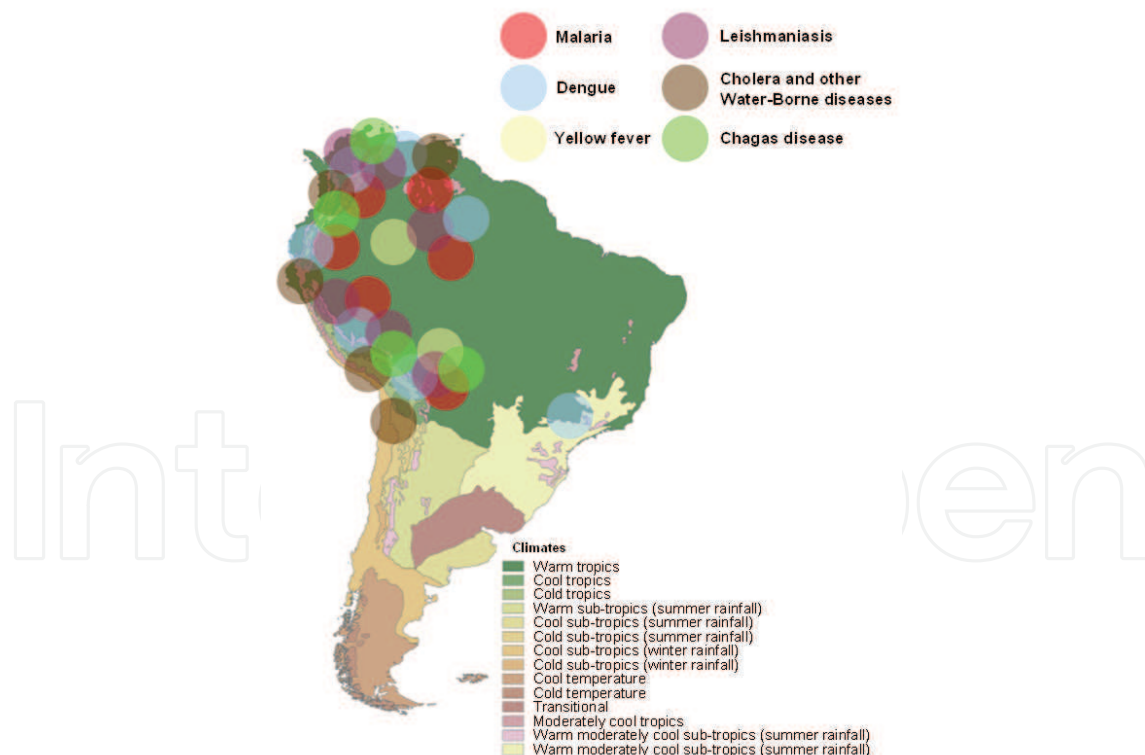 Malaria
Leishmaniasis
Dengue
Cholera and other
Water-Borne diseases
Yellow fever
Chagas disease
Climates
Warm tropics
Cool tropics
Cold tropics
Warm sub-tropics (summer rainfall)
Cool sub-tropics (summer rainfall)
Cold sub-tropics (summer rainfall)
Cool sub-tropics (winter rainfall)
Cold sub-tropics (winter rainfall)
Cool temperature
Cold temperature
Transitional
Moderately cool tropics
Warm moderately cool sub-tropics (summer rainfall)
Warm moderately cool sub-tropics (summer rainfall)